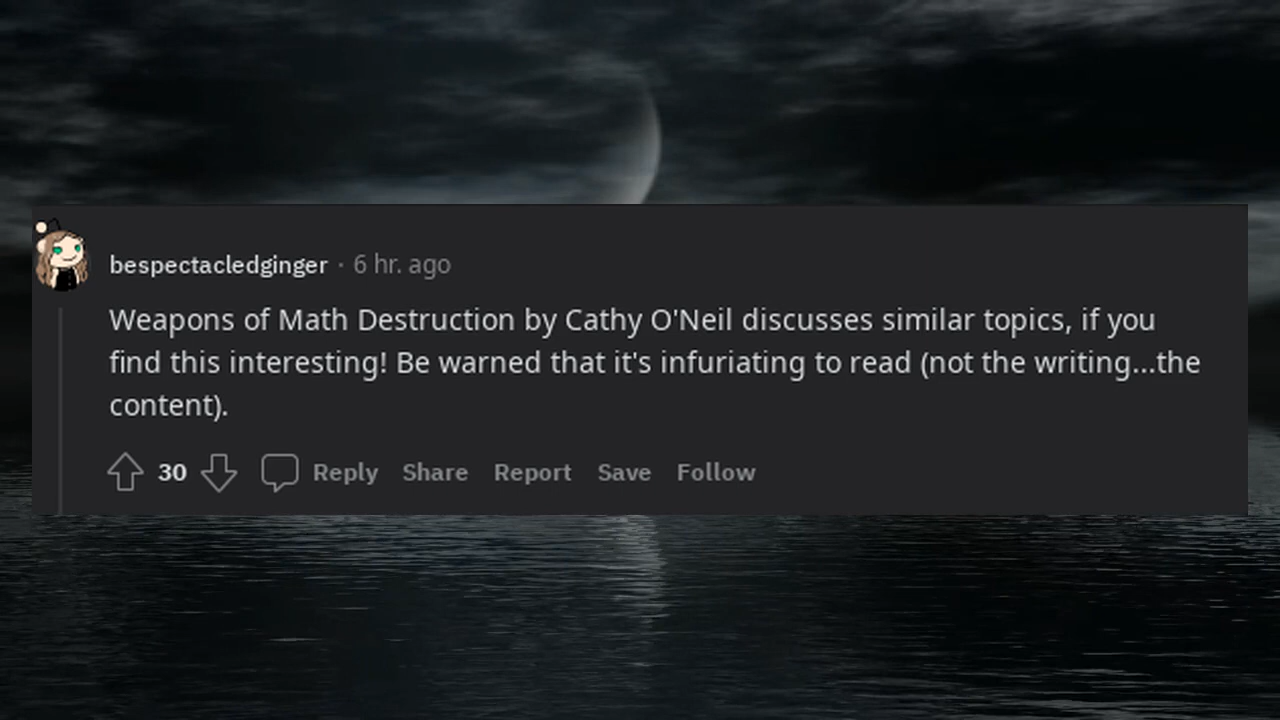 bespectacledginger · 6 hr. ago
Weapons of Math Destruction by Cathy O'Neil discusses similar topics, if you
find this interesting! Be warned that it's infuriating to read (not the writing...the
content).
30 Reply Share Report Save Follow